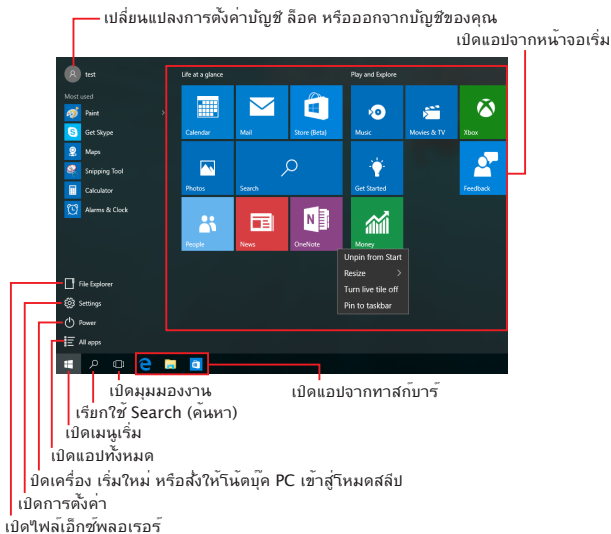 เปลี่ยนแปลงการตั้งค่าบัญชี ล็อค หรือออกจากบัญชีของคุณ
เปิดแอปจากหน้าจอเริ่ม
test
Life at a glance
Play and Explore
Most used
Paint
Get Skype
Maps
Snipping Tool
Calculator
Alarms & Clock
Calendar
Mail
Store (Beta)
Music
Movies & TV
Xbox
Photos
Search
Get Started
Feedback
People
News
OneNote
Money
Unpin from Start
Resize
Turn live tile off
Pin to taskbar
File Explorer
Settings
Power
All apps
เปิดมุมมองงาน
เปิดแอปจากทาสก์บาร์
เรียกใช้ Search (ค้นหา)
เปิดเมนูเริ่ม
เปิดแอปทั้งหมด
ปิดเครื่อง เริ่มใหม่ หรือสั่งให้โน้ตบุ๊ค PC เข้าสู่โหมดสลีป
เปิดการตั้งค่า
เปิดไฟล์เอ็กซ์พลอเรอร์